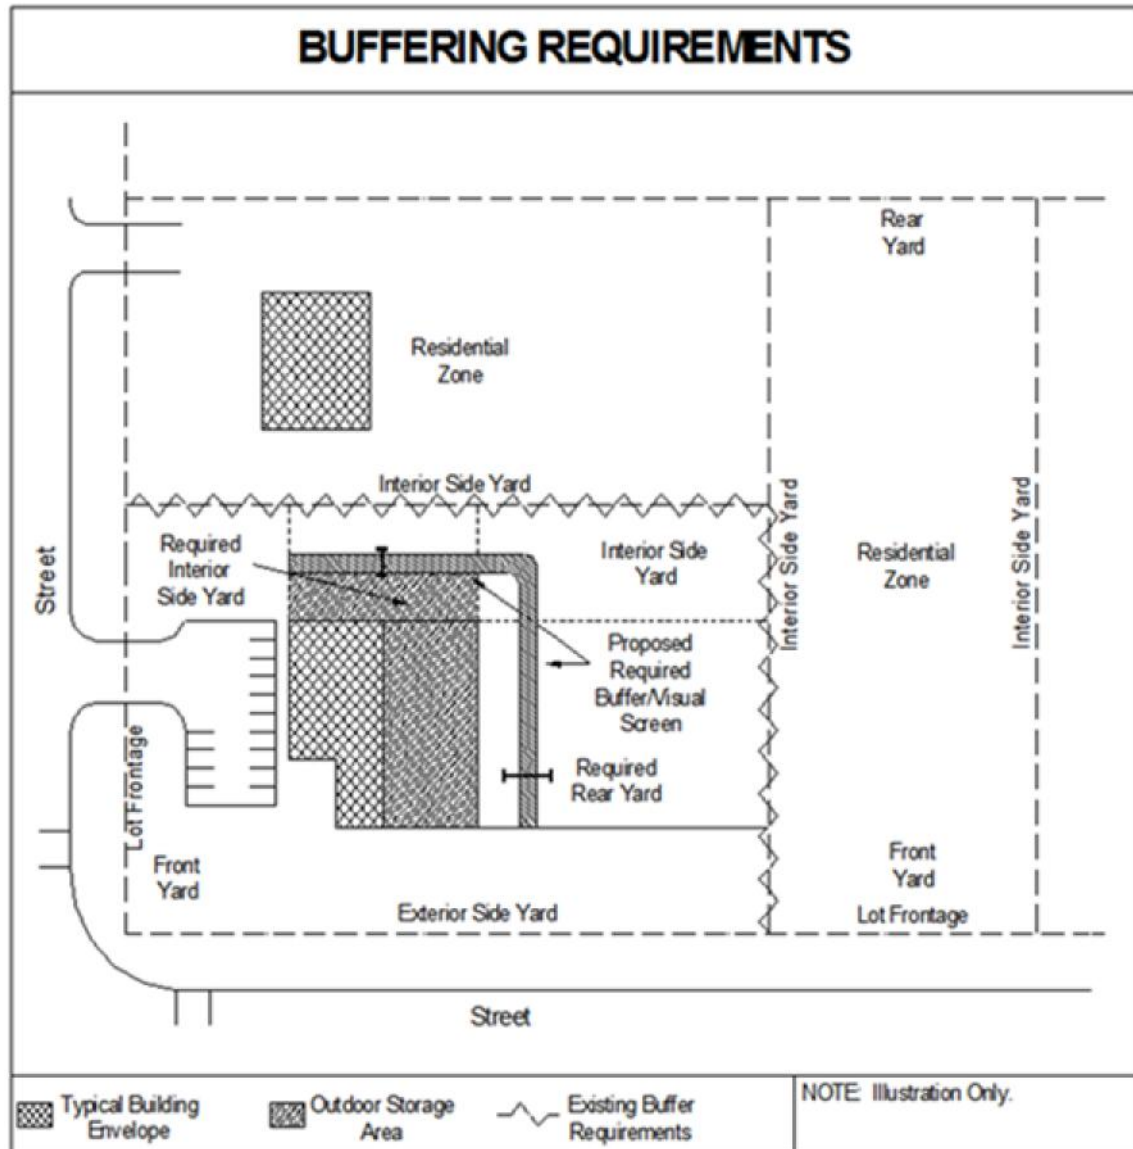 BUFFERING REQUIREMENTS
Rear
Yard
Residential
Zone
Interior Side Yard
Required
Interior
Side Yard
Interior Side
Yard
Interior Side Yard
Residential
Zone
Interior Side Yard
Street
Proposed
Required
Buffer/Visual
Screen
Required
Rear Yard
Lot Frontage
Front
Yard
Exterior Side Yard
Front
Yard
Lot Frontage
Street
Typical Building
Envelope
Outdoor Storage
Area
Existing Buffer
Requirements
NOTE: Illustration Only.